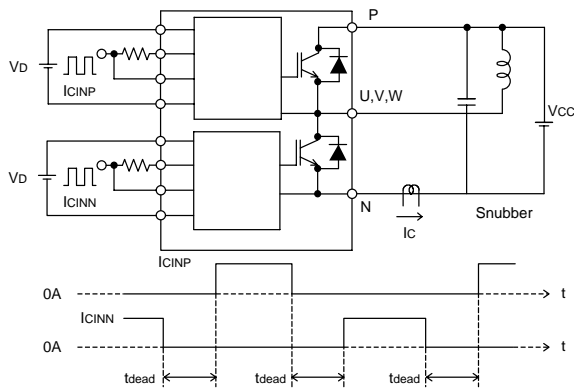 P
VD
ICINP
U,V,W
VCC
VD
ICINN
N
IC
Snubber
ICINP
0A
t
ICINN
0A
t
tdead
tdead
tdead